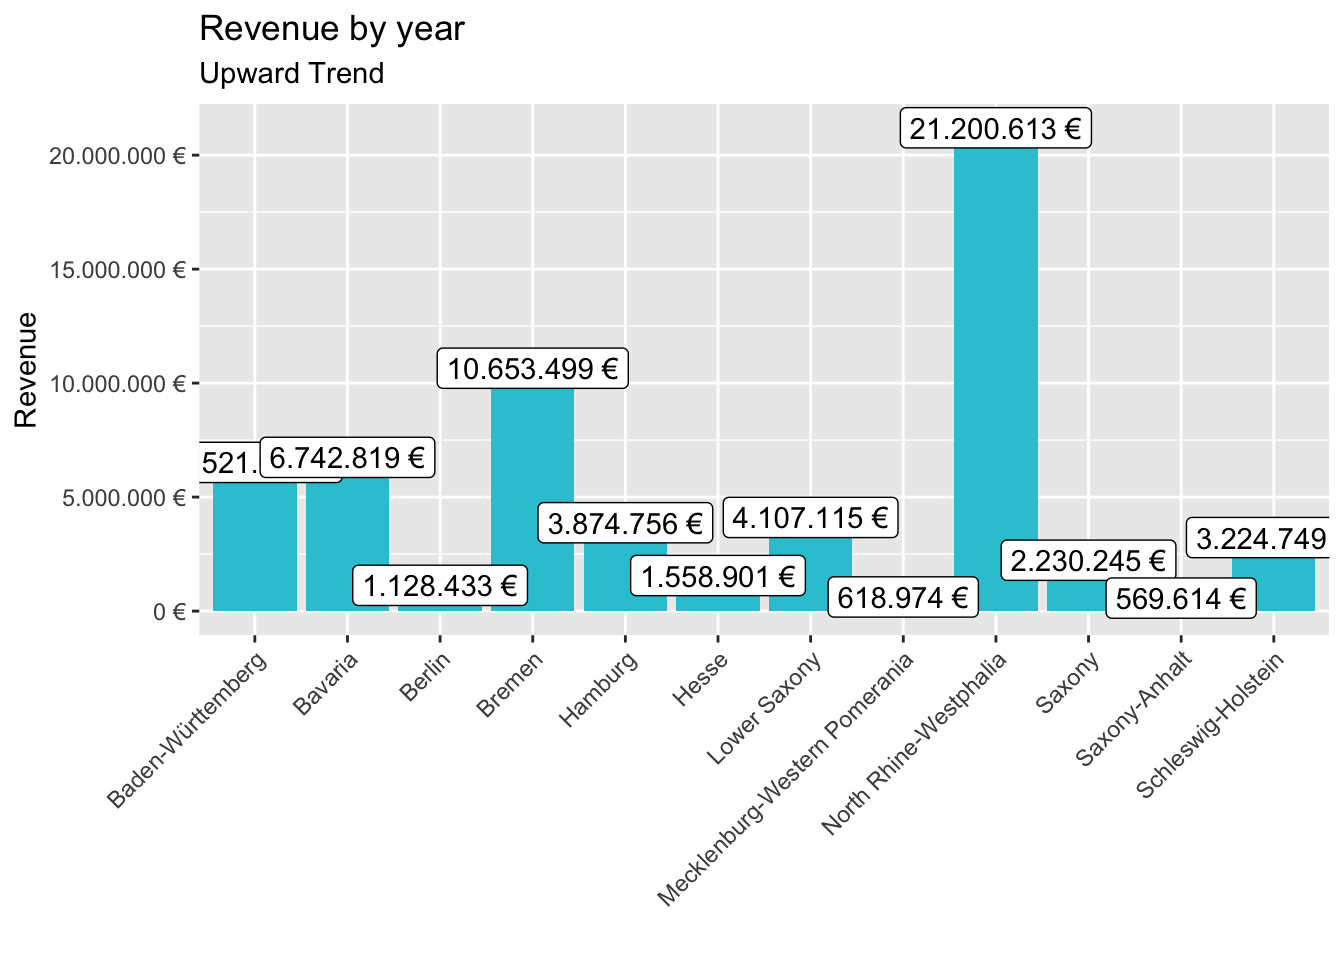 Revenue by year
Upward Trend
21.200.613 €
20.000.000 €
15.000.000 €
10.653.499 €
10.000.000 €
521.
6.742.819 €
5.000.000 €
3.874.756 €
4.107.115 €
3.224.749
2.230.245 €
1.558.901 €
1.128.433 €
618.974 €
569.614 €
0 €
Revenue
Baden-Württemberg
Bavaria
Berlin
Bremen
Hamburg
Hesse
Lower Saxony
Mecklenburg-Western Pomerania
North Rhine-Westphalia
Saxony
Saxony-Anhalt
Schleswig-Holstein